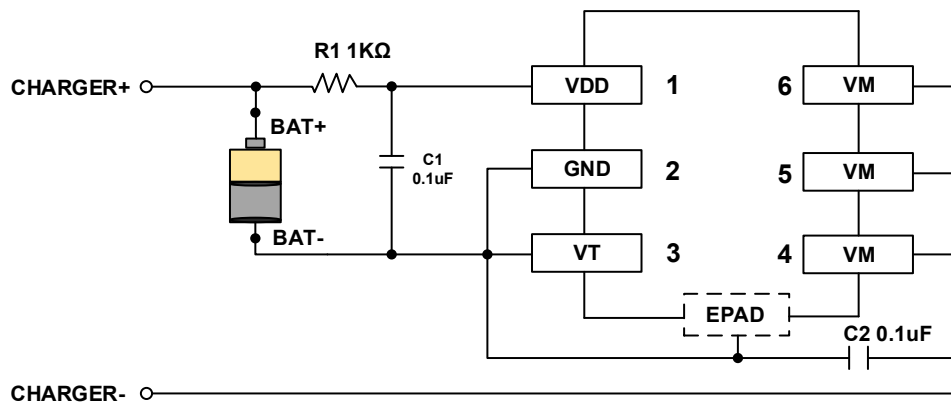 R1 1KΩ
CHARGER+
VDD 1 6 VM
BAT+
C1
0.1uF
GND 2 5 VM
BAT-
VT 3 4 VM
EPAD
C2 0.1uF
CHARGER-